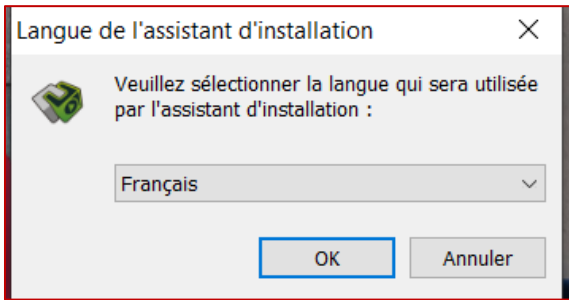 Langue de l'assistant d'installation
Veuillez sélectionner la langue qui sera utilisée
par l'assistant d'installation :
Français
OK
Annuler